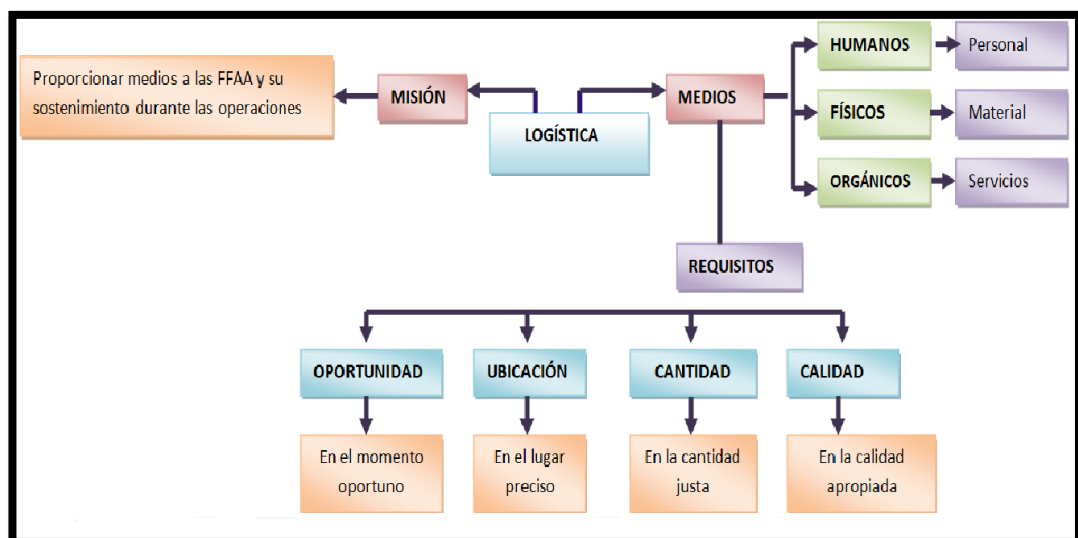 Proporcionar medios a las FFAA y su
sostenimiento durante las operaciones
MISIÓN
LOGÍSTICA
MEDIOS
HUMANOS
Personal
FÍSICOS
Material
ORGÁNICOS
Servicios
REQUISITOS
OPORTUNIDAD
UBICACIÓN
CANTIDAD
CALIDAD
En el momento
oportuno
En el lugar
preciso
En la cantidad
justa
En la calidad
apropiada